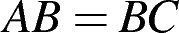 AB = BC